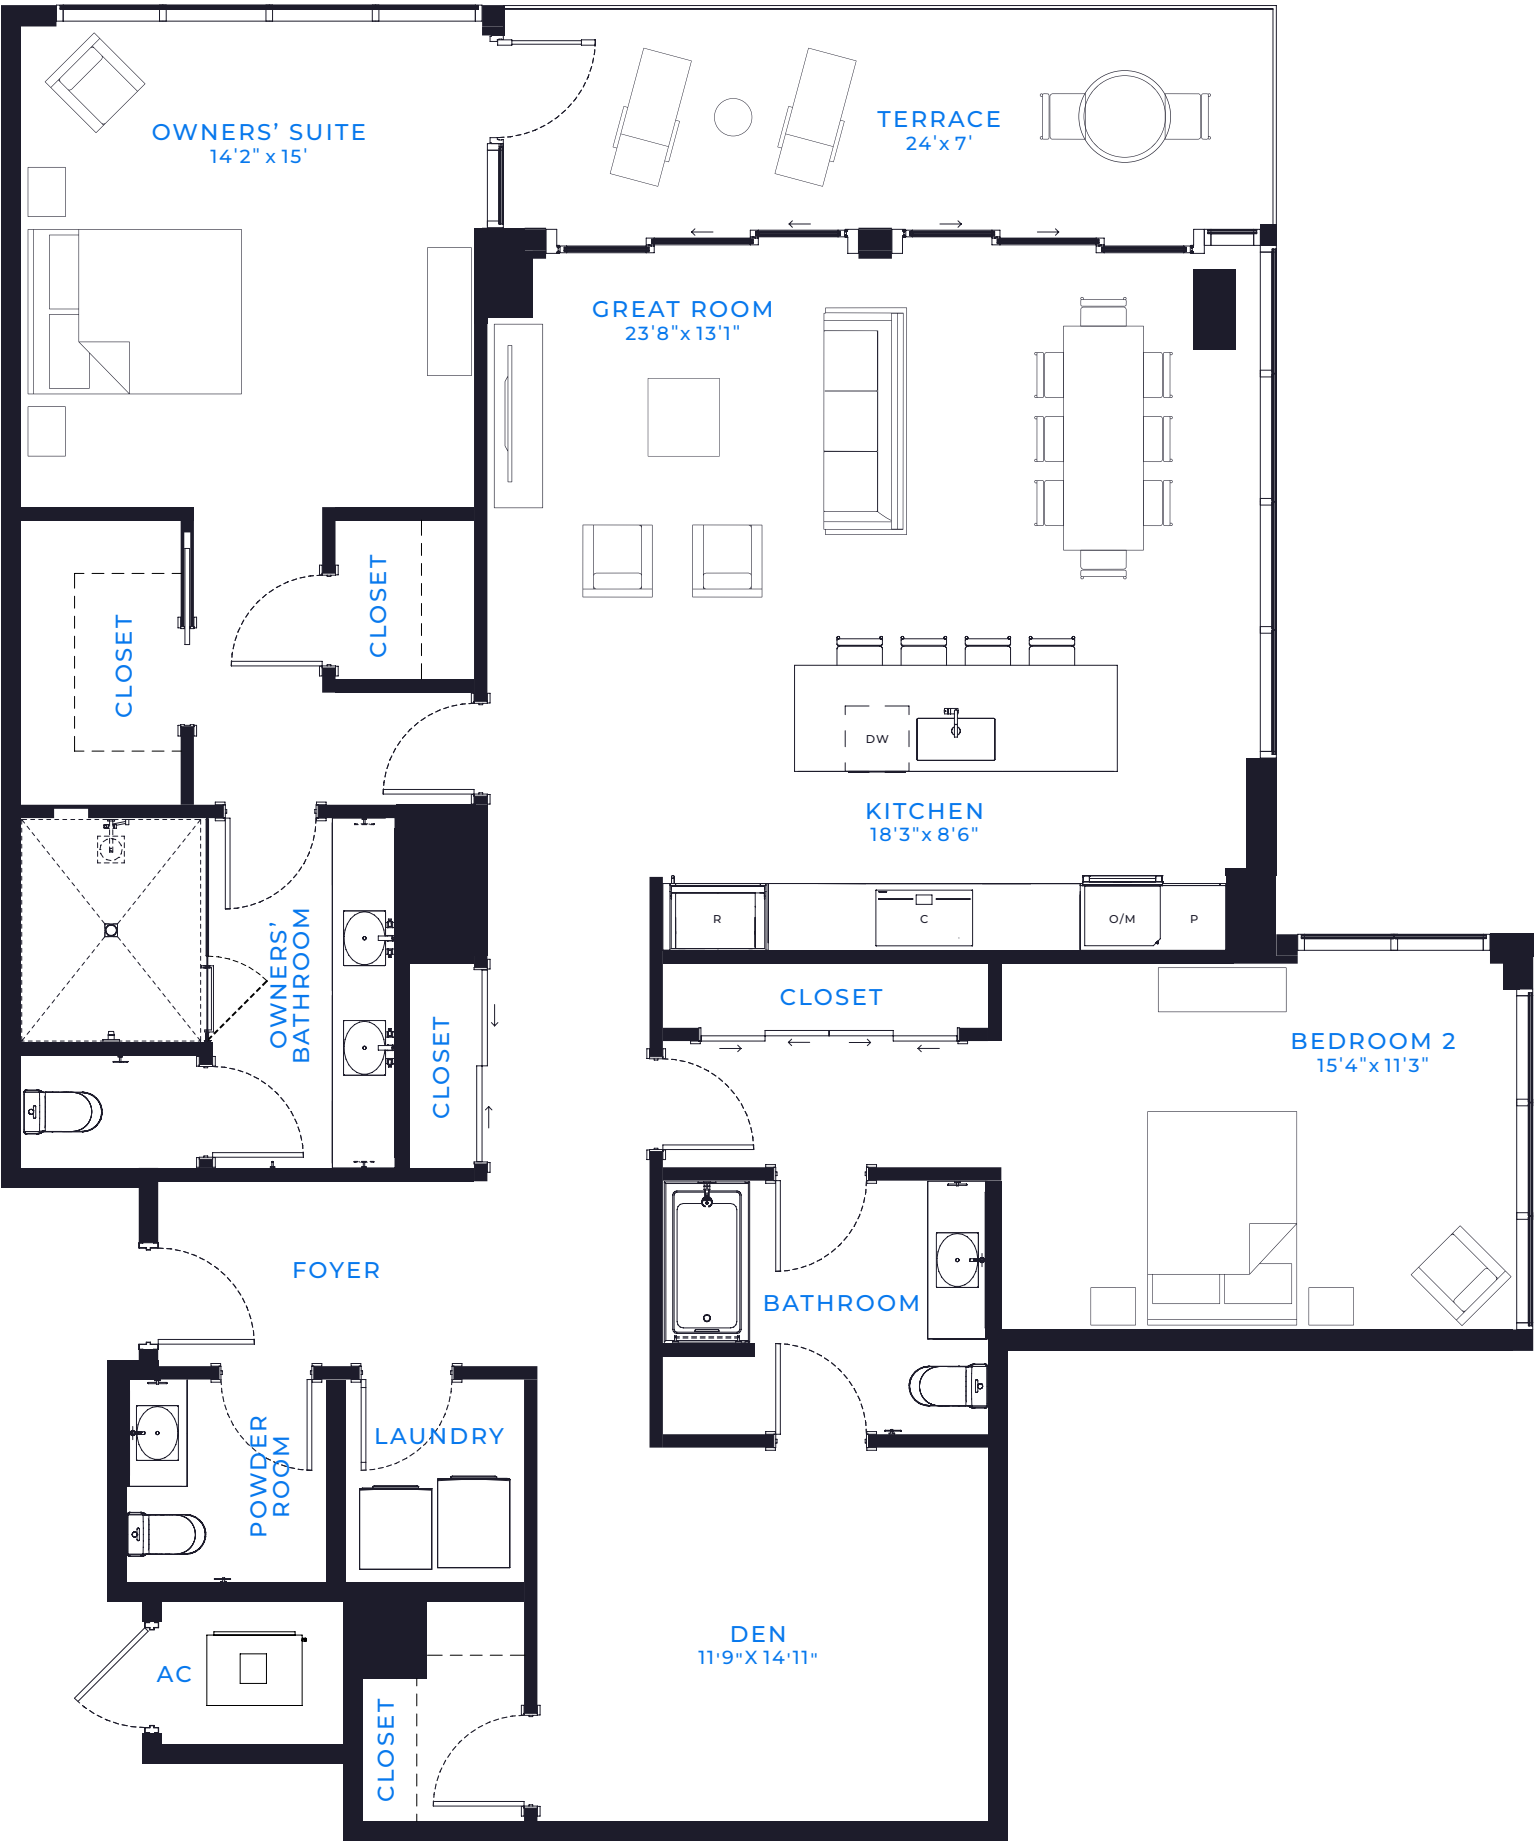 OWNERS’ SUITE
14'2" x 15'
TERRACE
24'x 7'
GREAT ROOM
23'8"x 13'1"
CLOSET
CLOSET
DW
KITCHEN
18'3"x 8'6"
R
C
O/M
P
OWNERS’
BATHROOM
CLOSET
CLOSET
BEDROOM 2
15'4"x 11'3"
FOYER
BATHROOM
POWDER
ROOM
LAUNDRY
DEN
11'9"X 14'11"
AC
CLOSET